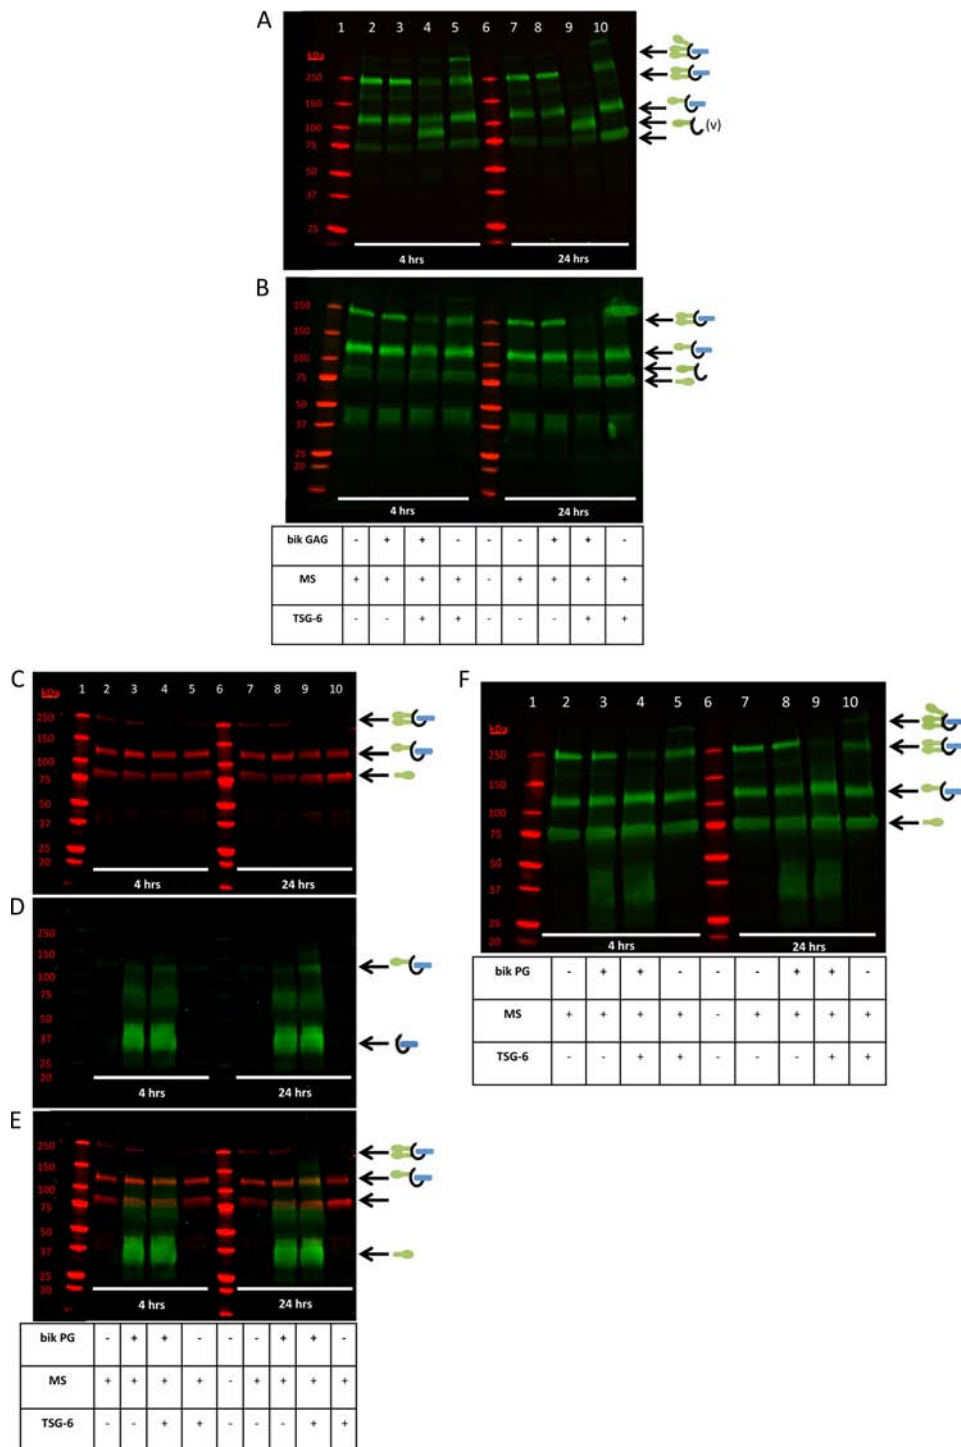 A
1 2 3 4 5 6 7 8 9 10
kDa
250
150
100
75
50
37
25
(v)
4 hrs 24 hrs
B
250
150
100
75
50
37
25
20
4 hrs 24 hrs
bik GAG - + + - - - + + -
MS + + + + - + + + +
TSG-6 - - + + - - - + +
C
1 2 3 4 5 6 7 8 9 10
kDa
250
150
100
75
50
37
25
20
4 hrs 24 hrs
D
250
150
100
75
50
37
25
20
4 hrs 24 hrs
E
250
150
100
75
50
37
25
20
4 hrs 24 hrs
bik PG - + + - - - + + -
MS + + + + - + + + +
TSG-6 - - + + - - - + +
F
1 2 3 4 5 6 7 8 9 10
kDa
250
150
100
75
50
37
25
20
4 hrs 24 hrs
bik PG - + + - - - + + -
MS + + + + - + + + +
TSG-6 - - + + - - - + +